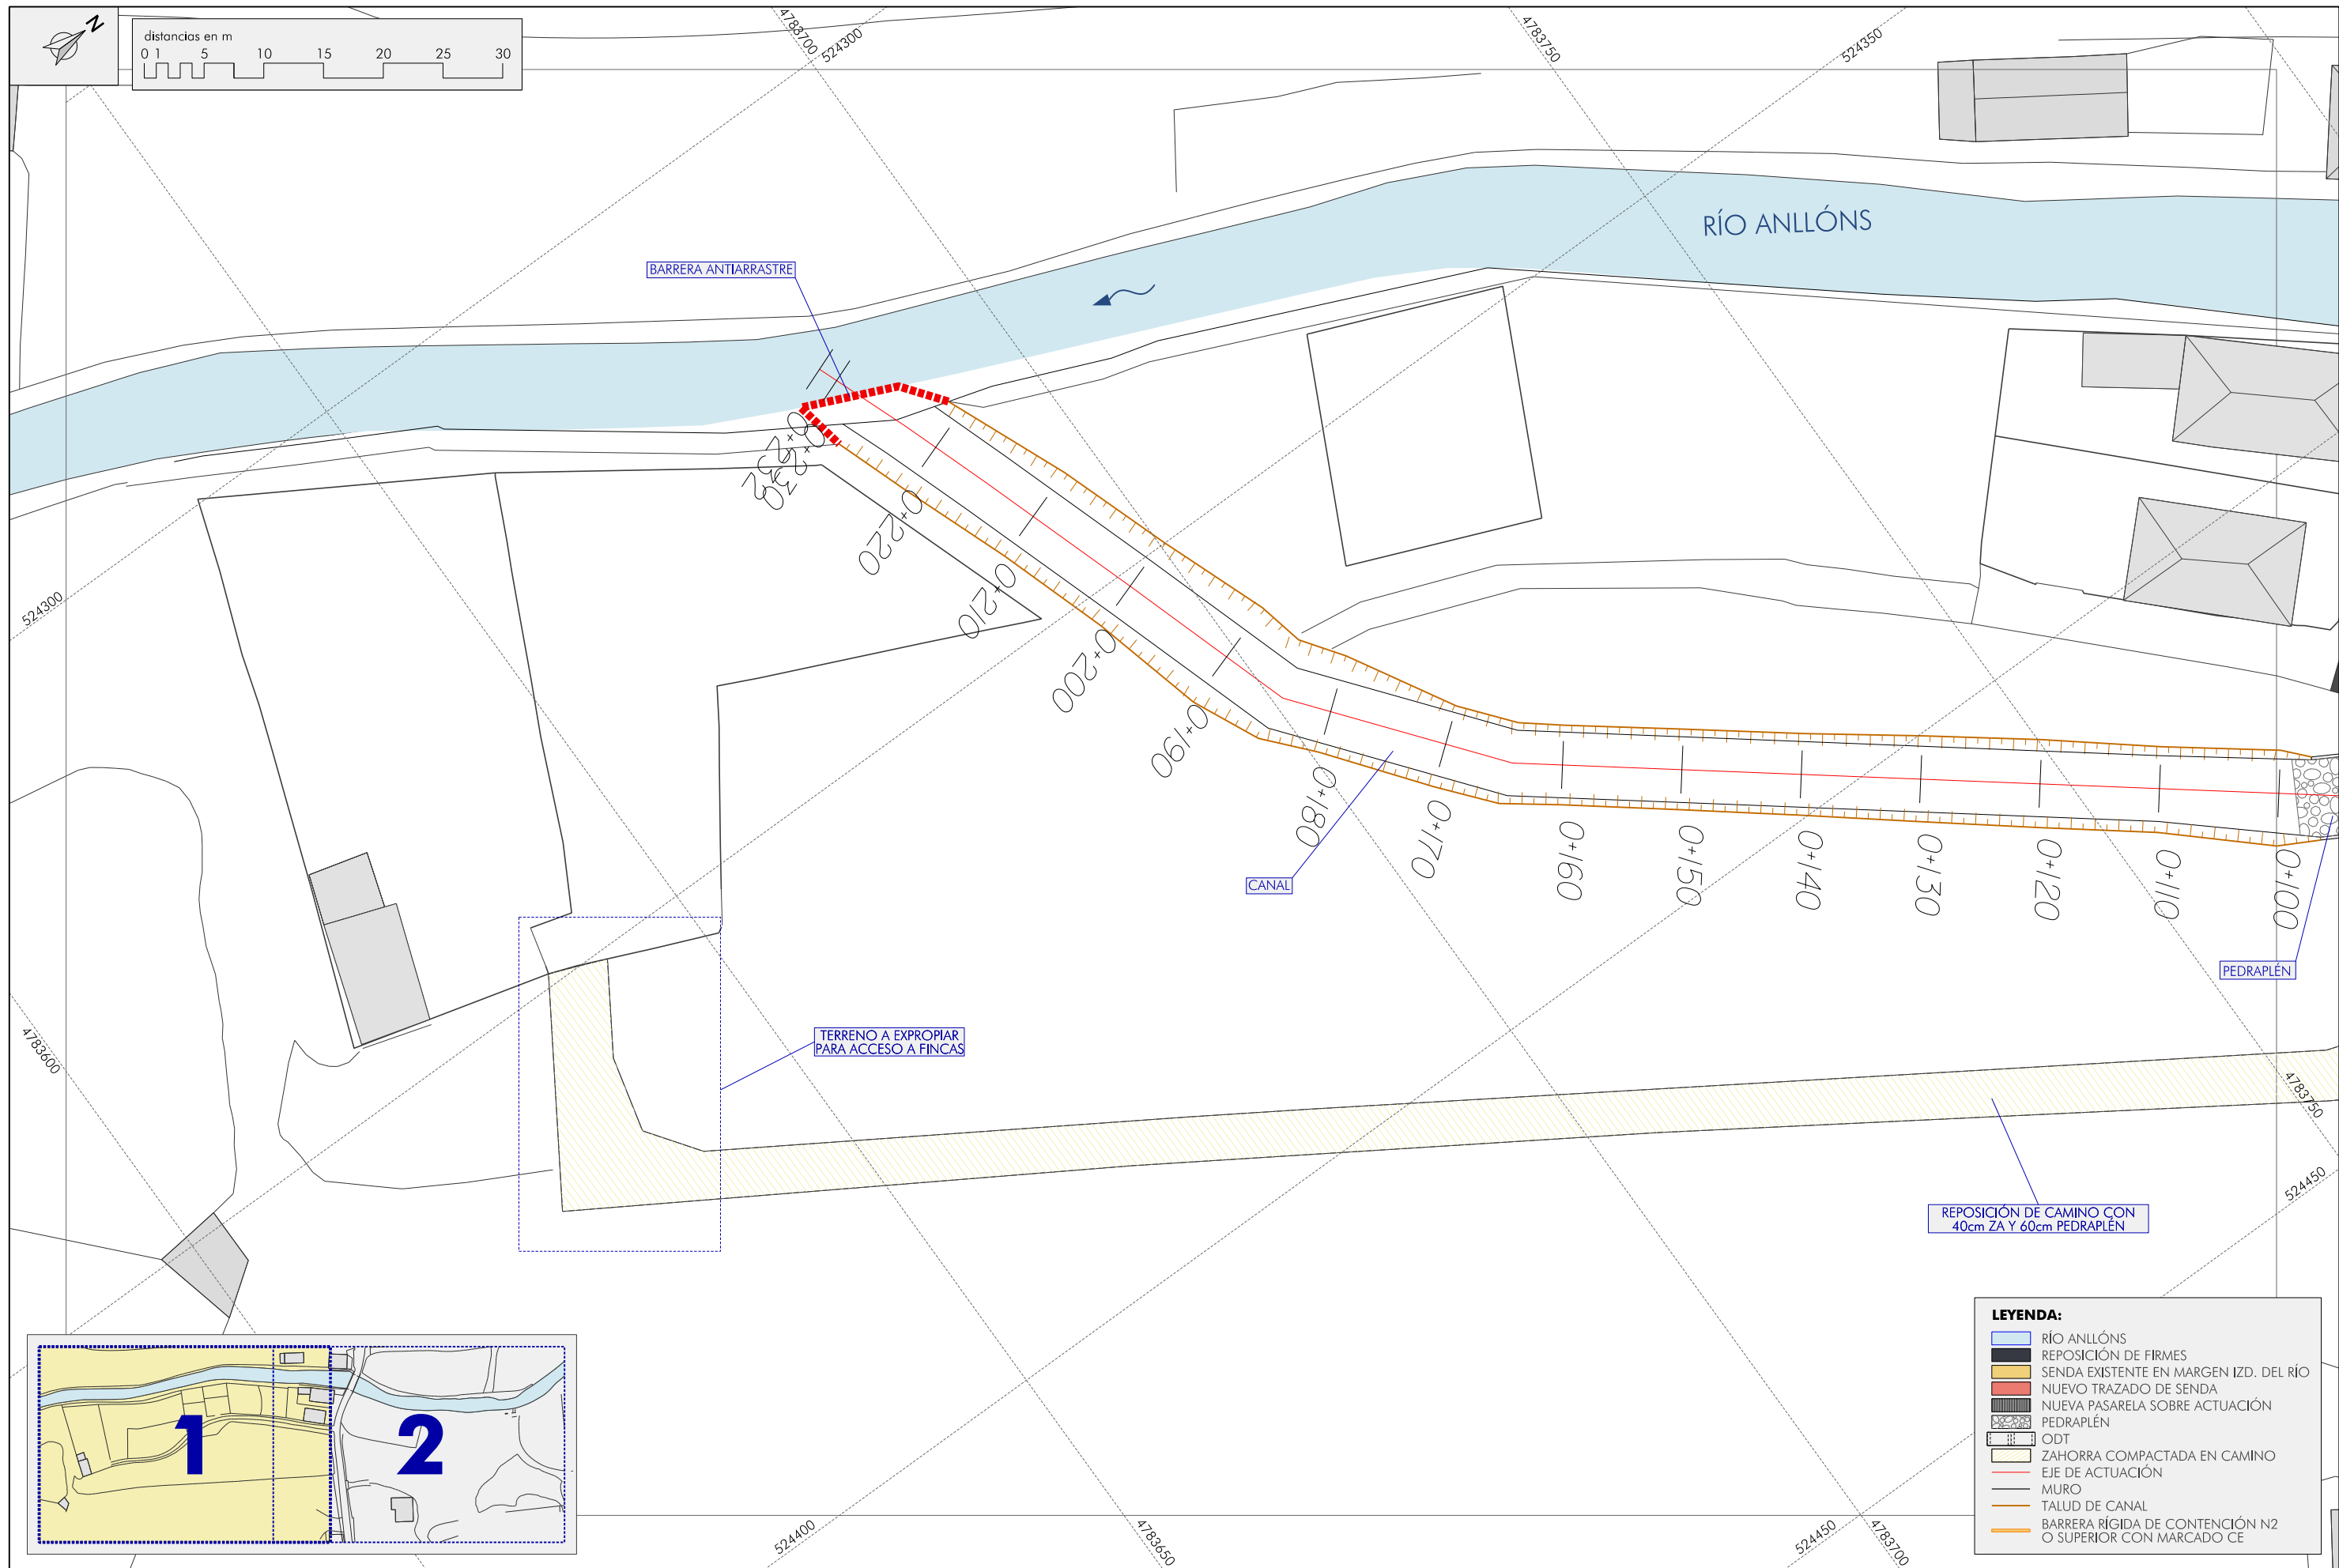 N
distancias en m
0 1 5 10 15 20 25 30
4783700
524300
4783750
524350
RÍO ANLLÓNS
BARRERA ANTIARRASTRE
0+232
0+230
0+220
0+210
0+200
0+190
0+180
0+170
0+160
0+150
0+140
0+130
0+120
0+110
0+100
524300
CANAL
PEDRAPLÉN
4783600
TERRENO A EXPROPIAR
PARA ACCESO A FINCAS
4783750
524450
REPOSICIÓN DE CAMINO CON
40cm ZA Y 60cm PEDRAPLÉN
1
2
524400
4783650
524450
4783700
LEYENDA:
RÍO ANLLÓNS
REPOSICIÓN DE FIRMES
SENDA EXISTENTE EN MARGEN IZD. DEL RÍO
NUEVO TRAZADO DE SENDA
NUEVA PASARELA SOBRE ACTUACIÓN
PEDRAPLÉN
ODT
ZAHORRA COMPACTADA EN CAMINO
EJE DE ACTUACIÓN
MURO
TALUD DE CANAL
BARRERA RÍGIDA DE CONTENCIÓN N2
O SUPERIOR CON MARCADO CE